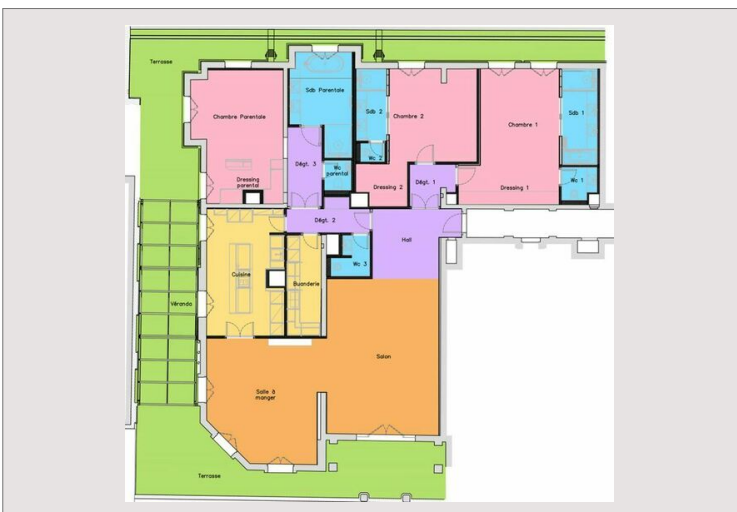 Terrasse
Sdb Parentale
Sdb 2
Sdb 1
Chambre Parentale
Chambre 2
Chambre 1
Wc 2
Dégt. 3
Wc
parental
Dégt. 1
Wc 1
Dressing
parental
Dressing 2
Dressing 1
Dégt. 2
Hall
Wc 3
Cuisine
Buanderie
Véranda
Salon
Salle à
manger
Terrasse